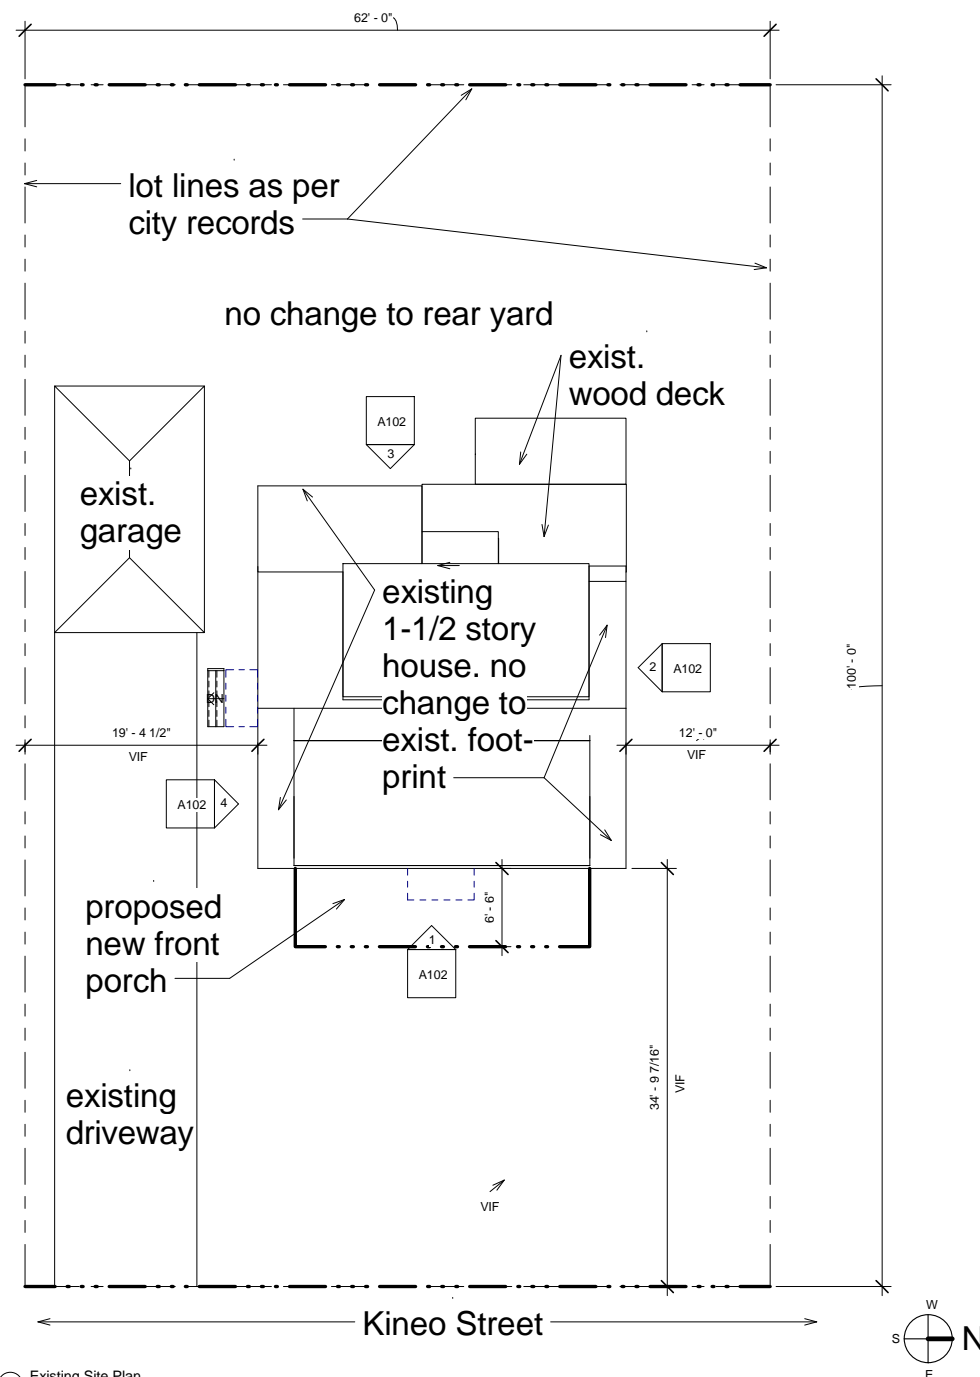 62' - 0"
lot lines as per
city records
no change to rear yard
exist.
wood deck
A102
3
exist.
garage
existing
1-1/2 story
house. no
change to
exist. foot-
print
2
A102
100' - 0"
19' - 4 1/2"
VIF
12' - 0"
VIF
A102
4
proposed
new front
porch
6' - 6"
1
A102
34' - 9 7/16"
VIF
existing
driveway
VIF
Kineo Street
W
S
N
E
Existing Site Plan